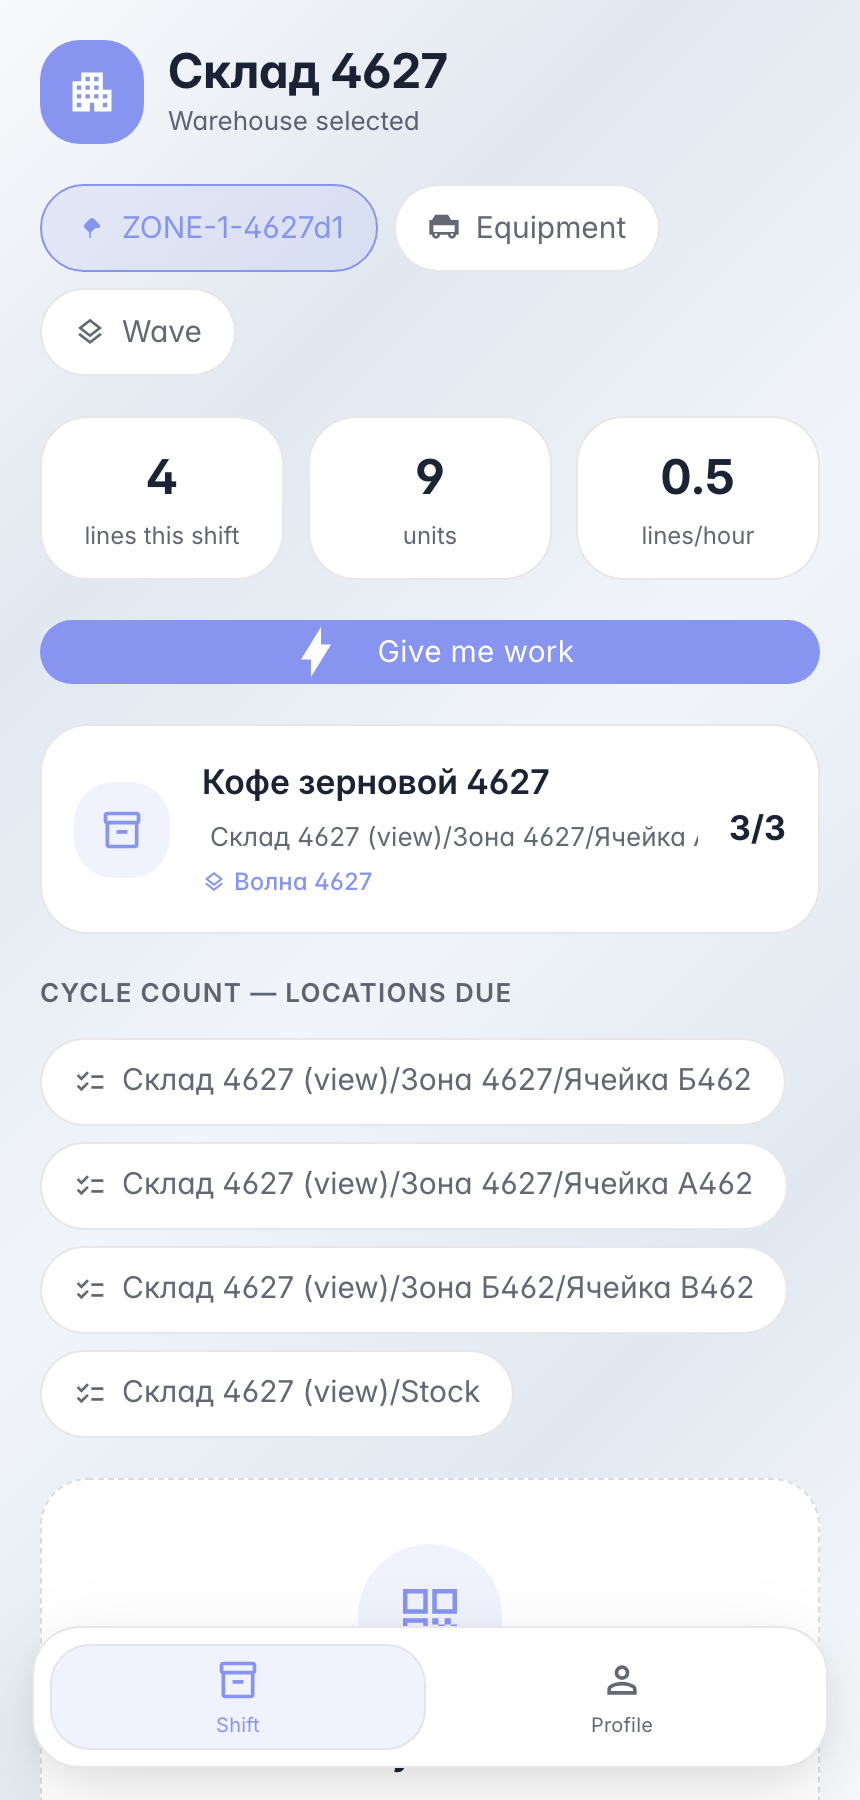 Склад 4627
Warehouse selected
ZONE-1-4627d1
Equipment
Wave
4
lines this shift
9
units
0.5
lines/hour
Give me work
Кофе зерновой 4627
Склад 4627 (view)/Зона 4627/Ячейка
3/3
Волна 4627
CYCLE COUNT — LOCATIONS DUE
Склад 4627 (view)/Зона 4627/Ячейка Б462
Склад 4627 (view)/Зона 4627/Ячейка А462
Склад 4627 (view)/Зона Б462/Ячейка В462
Склад 4627 (view)/Stock
Shift
Profile